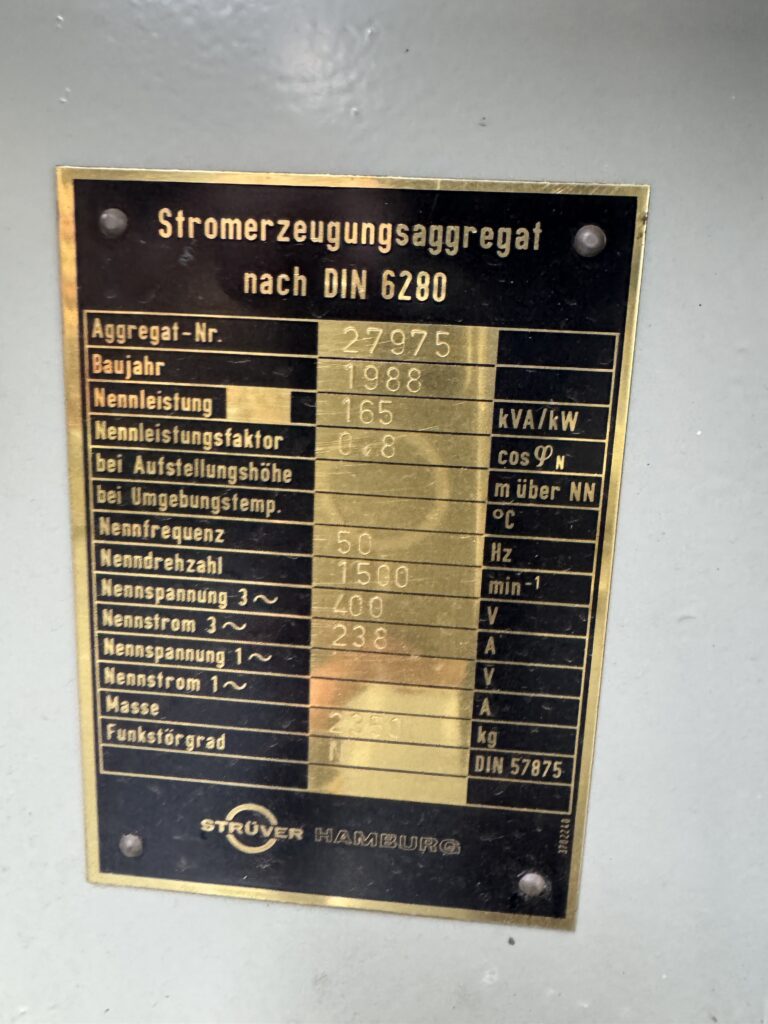 Stromerzeugungsaggregat
nach DIN 6280
Aggregat-Nr. 27975
Baujahr 1988
Nennleistung 165 kVA/kW
Nennleistungsfaktor 0.8 cos φN
bei Aufstellungshöhe m über NN
bei Umgebungstemp. °C
Nennfrequenz 50 Hz
Nenndrehzahl 1500 min-1
Nennspannung 3~ 400 V
Nennstrom 3~ 238 A
Nennspannung 1~ V
Nennstrom 1~ A
Masse kg
Funkstörgrad N DIN 57875
STRÜVER HAMBURG
3702240